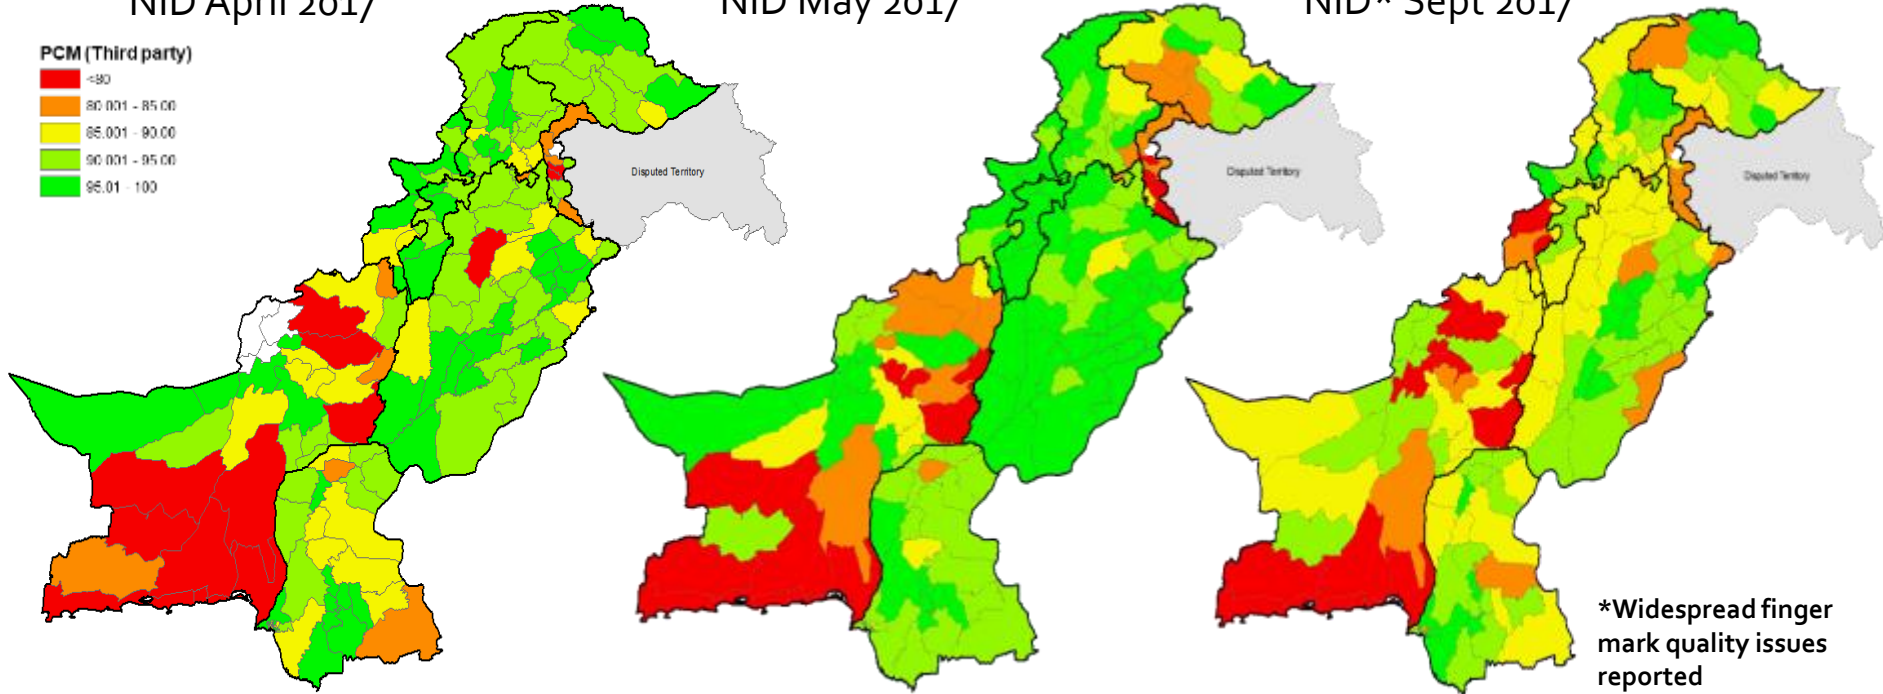 NID April 2017
NID May 2017
NID* Sept 2017
PCM (Third party)
<80
80.001 - 85.00
85.001 - 90.00
90.001 - 95.00
95.01 - 100
Disputed Territory
Disputed Territory
Disputed Territory
*Widespread finger
mark quality issues
reported